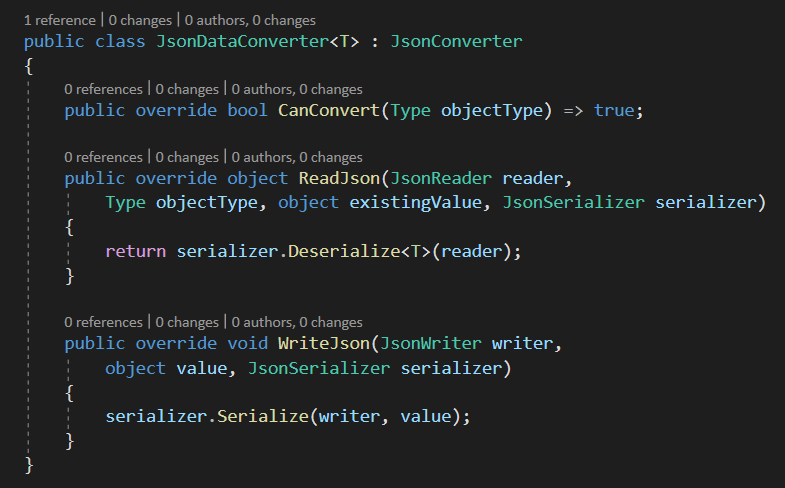 1 reference | 0 changes | 0 authors, 0 changes
public class JsonDataConverter<T> : JsonConverter
{
0 references | 0 changes | 0 authors, 0 changes
public override bool CanConvert(Type objectType) => true;
0 references | 0 changes | 0 authors, 0 changes
public override object ReadJson(JsonReader reader,
Type objectType, object existingValue, JsonSerializer serializer)
{
return serializer.Deserialize<T>(reader);
}
0 references | 0 changes | 0 authors, 0 changes
public override void WriteJson(JsonWriter writer,
object value, JsonSerializer serializer)
{
serializer.Serialize(writer, value);
}
}